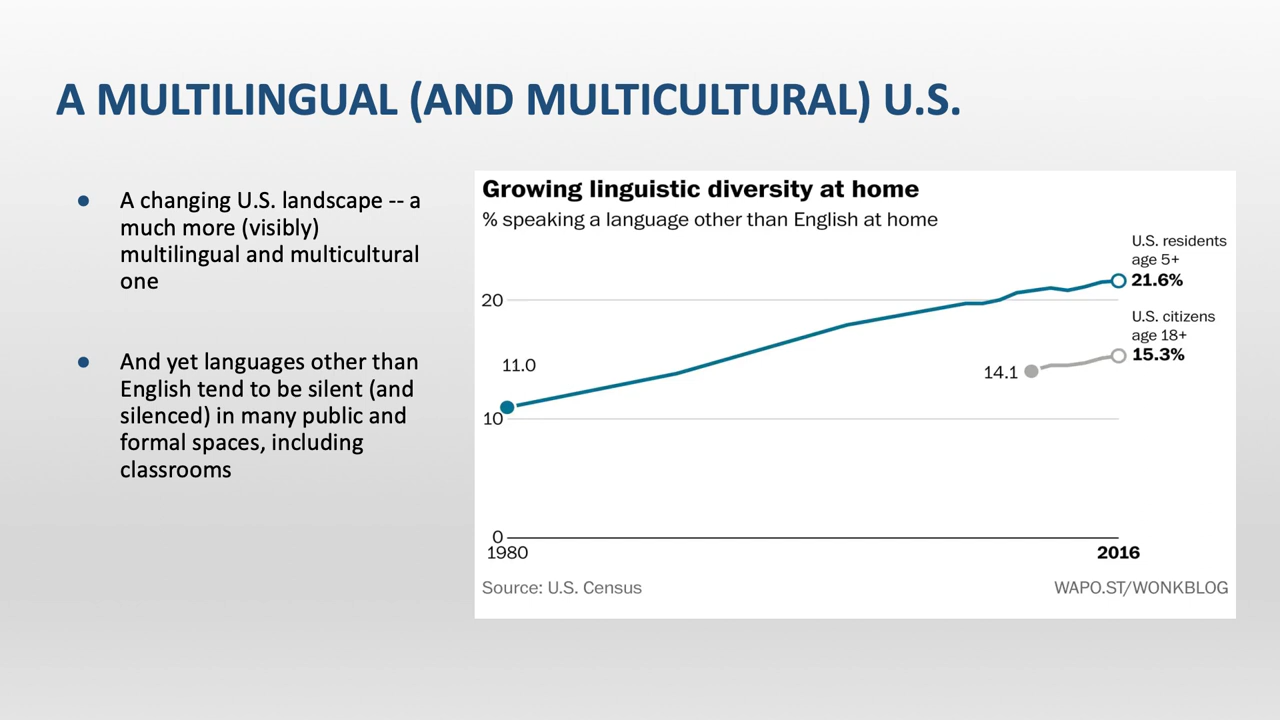 A MULTILINGUAL (AND MULTICULTURAL) U.S.
● A changing U.S. landscape -- a
much more (visibly)
multilingual and multicultural
one
● And yet languages other than
English tend to be silent (and
silenced) in many public and
formal spaces, including
classrooms
Growing linguistic diversity at home
% speaking a language other than English at home
U.S. residents
age 5+
21.6%
20
U.S. citizens
age 18+
15.3%
11.0
14.1
10
0
1980
2016
Source: U.S. Census
WAPO.ST/WONKBLOG